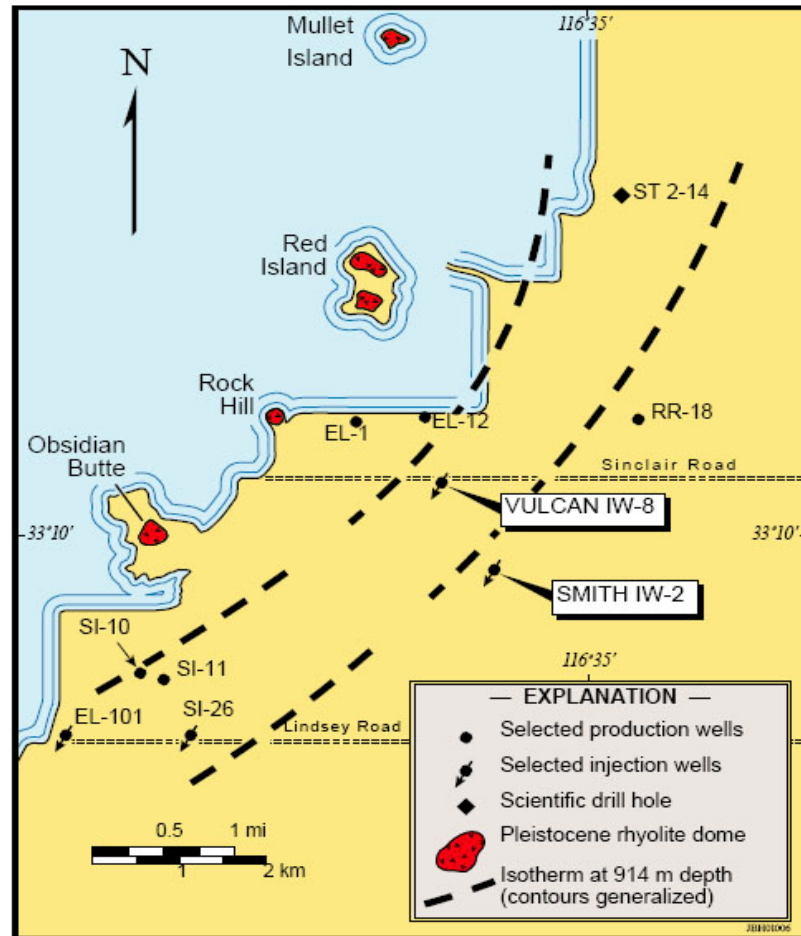 Mullet
Island
116°35'
N
ST 2-14
Red
Island
Rock
Hill
EL-1
EL-12
RR-18
Obsidian
Butte
Sinclair Road
VULCAN IW-8
33°10'
33°10'
SMITH IW-2
SI-10
SI-11
116°35'
EL-101
SI-26
Lindsey Road
— EXPLANATION —
Selected production wells
Selected injection wells
Scientific drill hole
Pleistocene rhyolite dome
Isotherm at 914 m depth
(contours generalized)
0.5 1 mi
1 2 km
JBH01006